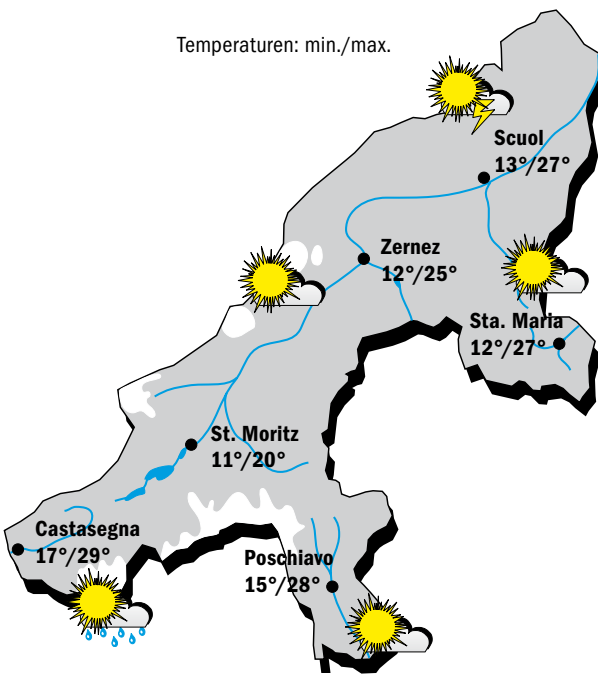 Temperaturen: min./max.
Scuol
13°/27°
Zernez
12°/25°
Sta. Maria
12°/27°
St. Moritz
11°/20°
Castasegna
17°/29°
Poschiavo
15°/28°